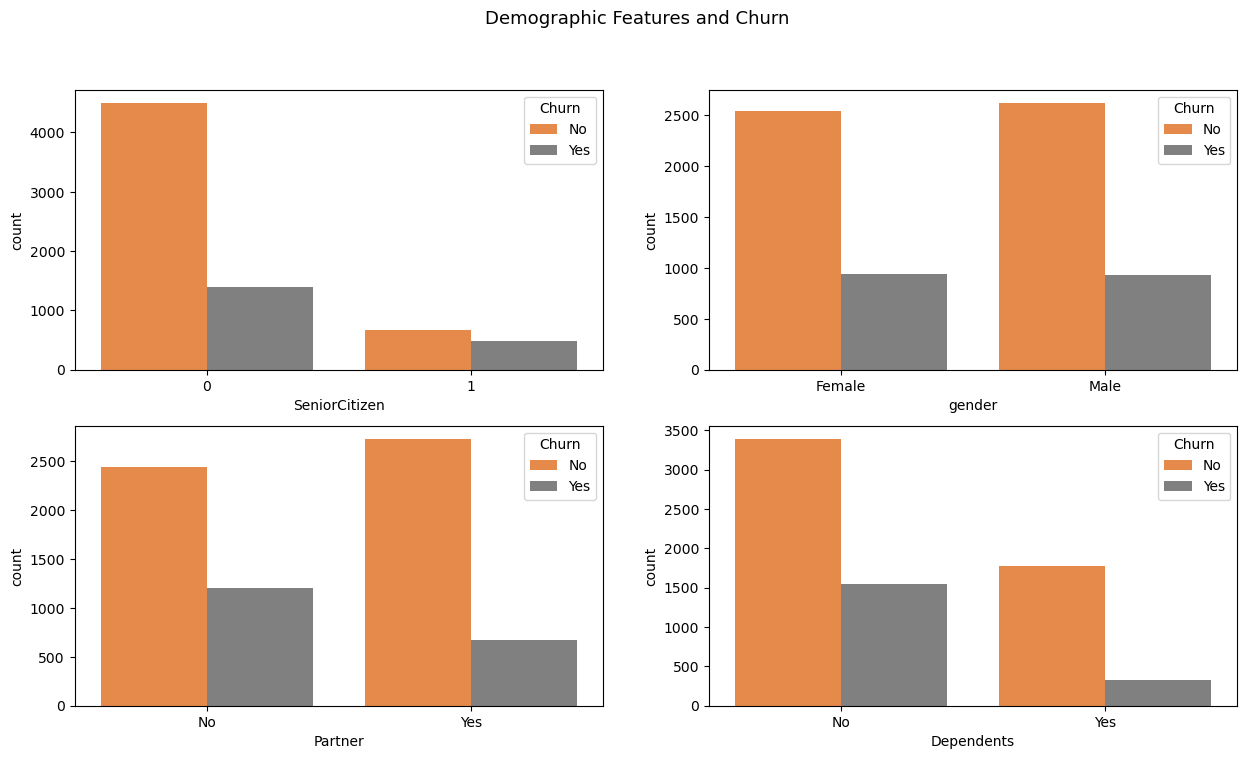 Demographic Features and Churn
Churn
No
Yes
4000
3000
2000
1000
0
count
0
1
SeniorCitizen
Churn
No
Yes
2500
2000
1500
1000
500
0
count
Female
Male
gender
Churn
No
Yes
2500
2000
1500
1000
500
0
count
No
Yes
Partner
Churn
No
Yes
3500
3000
2500
2000
1500
1000
500
0
count
No
Yes
Dependents